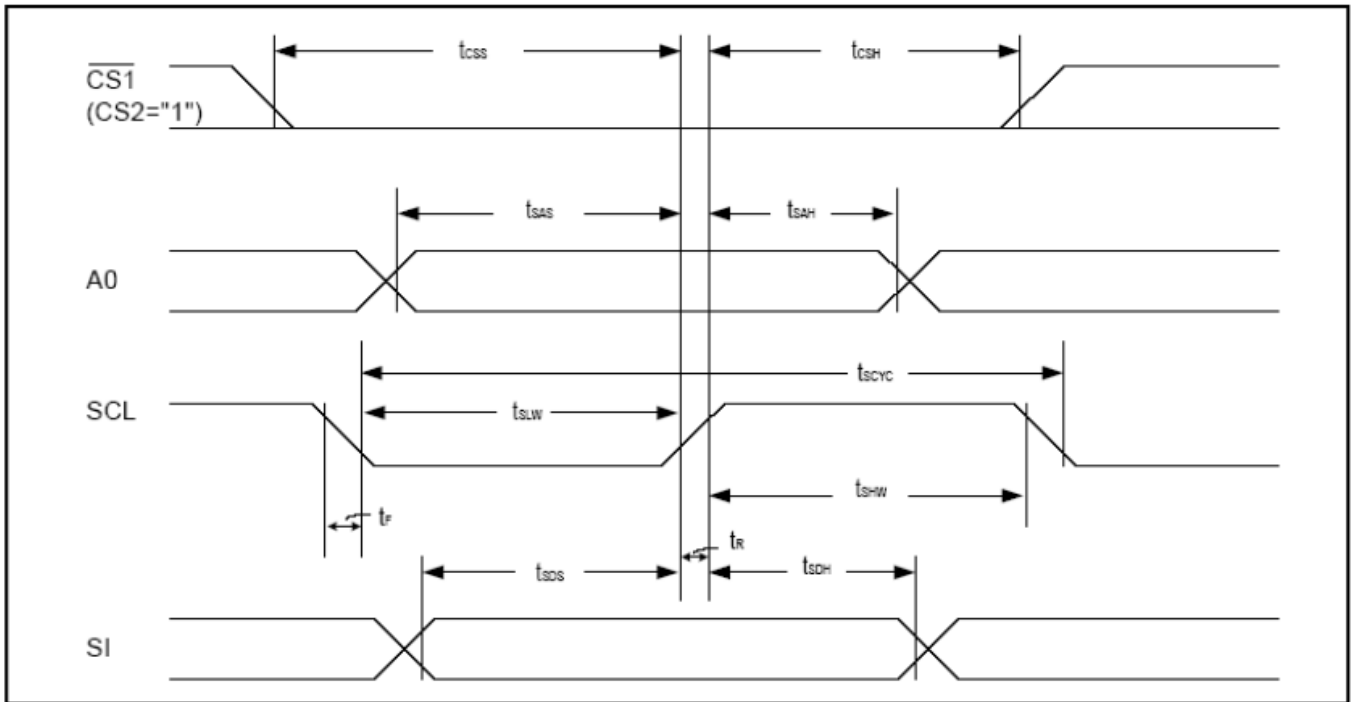 tCSS
tCSH
CS1
(CS2="1")
tSAS
tSAH
A0
tSCYC
SCL
tSLW
tSHW
tF
tR
tSDS
tSDH
SI